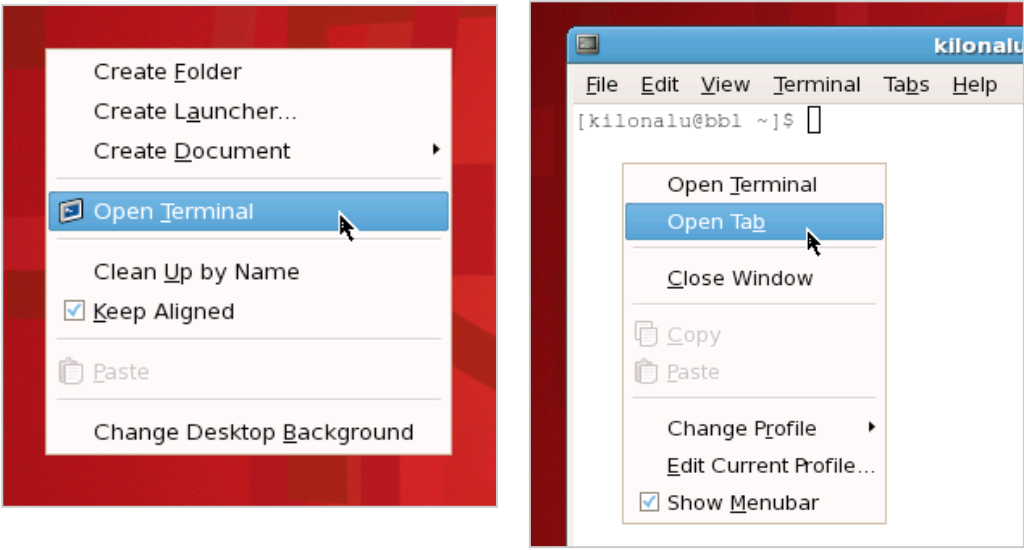 Create Folder
Create Launcher...
Create Document
Open Terminal
Clean Up by Name
Keep Aligned
Paste
Change Desktop Background
kilonalu
File Edit View Terminal Tabs Help
[kilonalu@bbl ~]$
Open Terminal
Open Tab
Close Window
Copy
Paste
Change Profile
Edit Current Profile...
Show Menubar